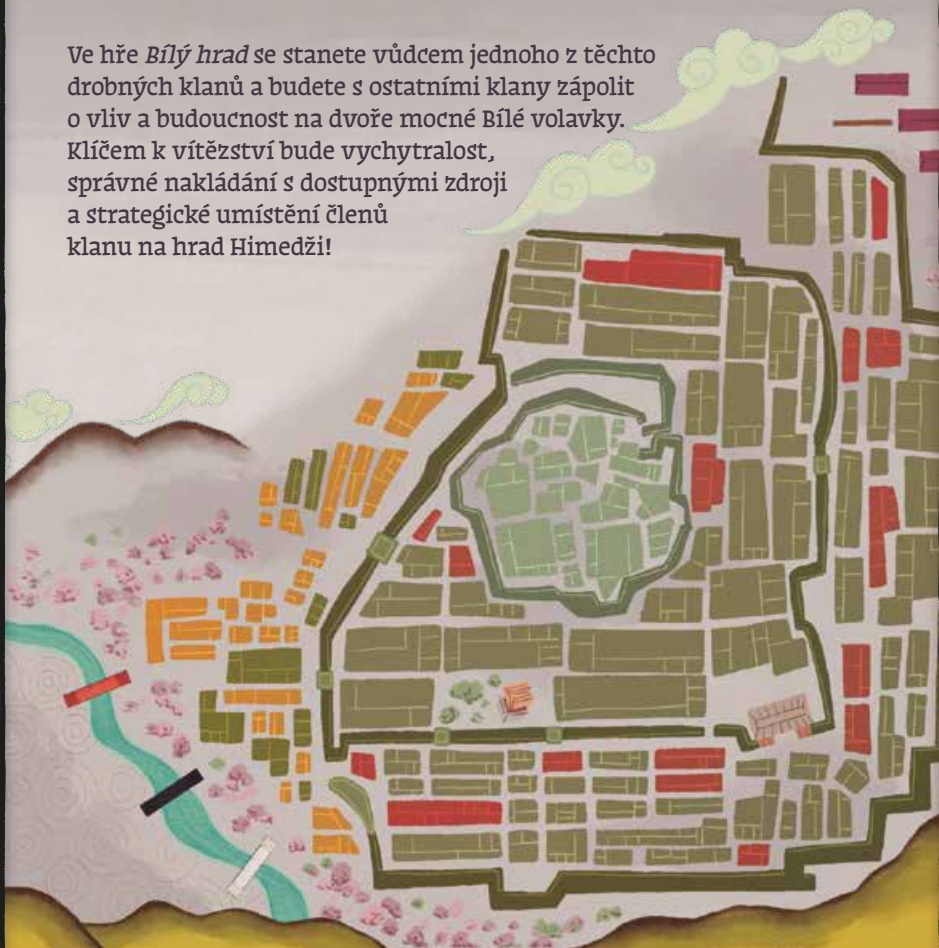 Ve hře Bílý hrad se stanete vůdcem jednoho z těchto
drobných klanů a budete s ostatními klany zápolit
o vliv a budoucnost na dvoře mocné Bílé volavky.
Klíčem k vítězství bude vychytralost,
správné nakládání s dostupnými zdroji
a strategické umístění členů
klanu na hrad Himedži!